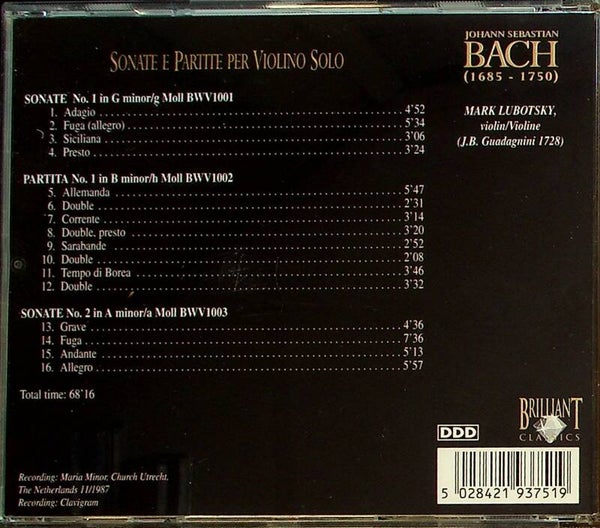 SONATE E PARTITE PER VIOLINO SOLO
JOHANN SEBASTIAN
BACH
(1685 - 1750)
MARK LUBOTSKY,
violin/Violine
(J.B. Guadagnini 1728)
SONATE No. 1 in G minor/g Moll BWV1001
1. Adagio 4'52
2. Fuga (allegro) 5'34
3. Siciliana 3'06
4. Presto 3'24
PARTITA No. 1 in B minor/h Moll BWV1002
5. Allemanda 5'47
6. Double 2'31
7. Corrente 3'14
8. Double, presto 3'20
9. Sarabande 2'52
10. Double 2'08
11. Tempo di Borea 3'46
12. Double 3'32
SONATE No. 2 in A minor/a Moll BWV1003
13. Grave 4'36
14. Fuga 7'36
15. Andante 5'13
16. Allegro 5'57
Total time: 68'16
Recording: Maria Minor, Church Utrecht,
The Netherlands 11/1987
Recording: Clavigram
DDD
BRILLIANT
CLASSICS
5 028421 937519